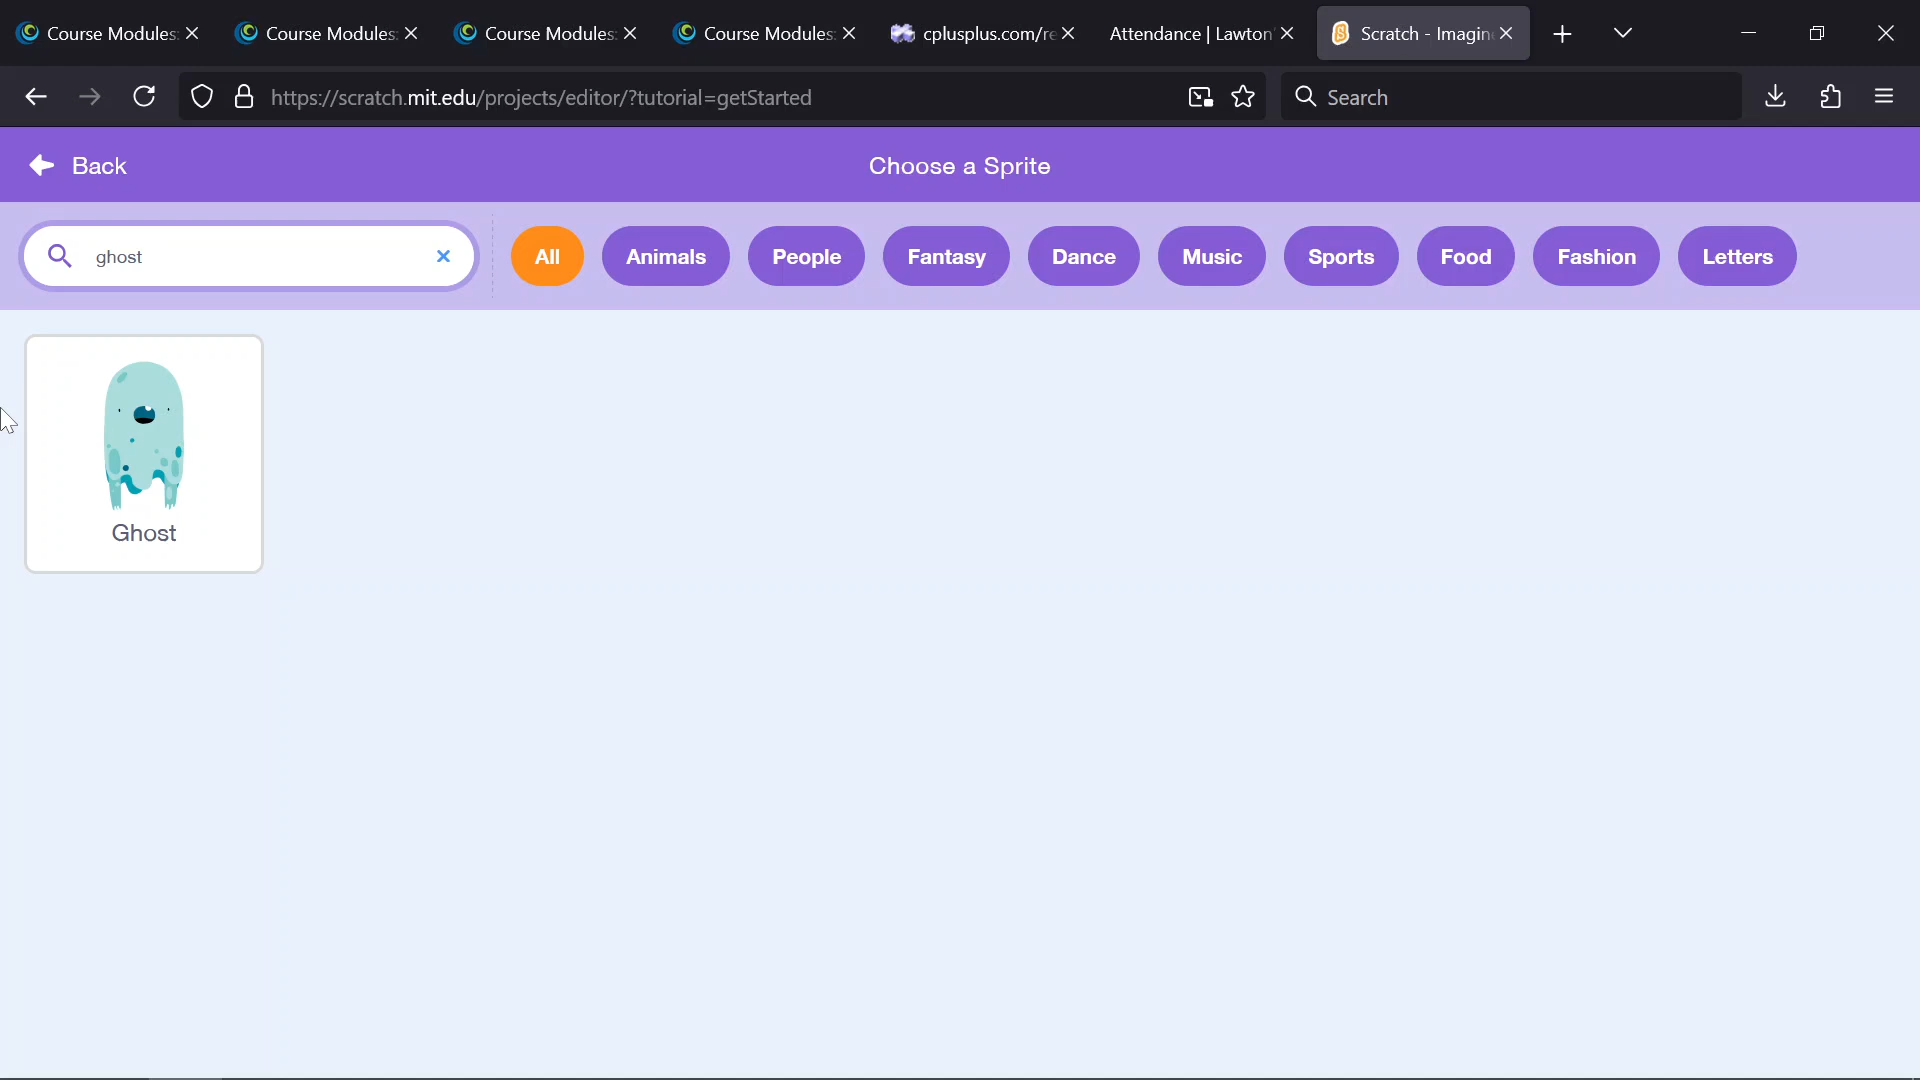 Course Modules:
Course Modules:
Course Modules:
Course Modules:
cplusplus.com/re
Attendance | Lawton
Scratch - Imagine
https://scratch.mit.edu/projects/editor/?tutorial=getStarted
Search
Back
Choose a Sprite
ghost
All
Animals
People
Fantasy
Dance
Music
Sports
Food
Fashion
Letters
Ghost